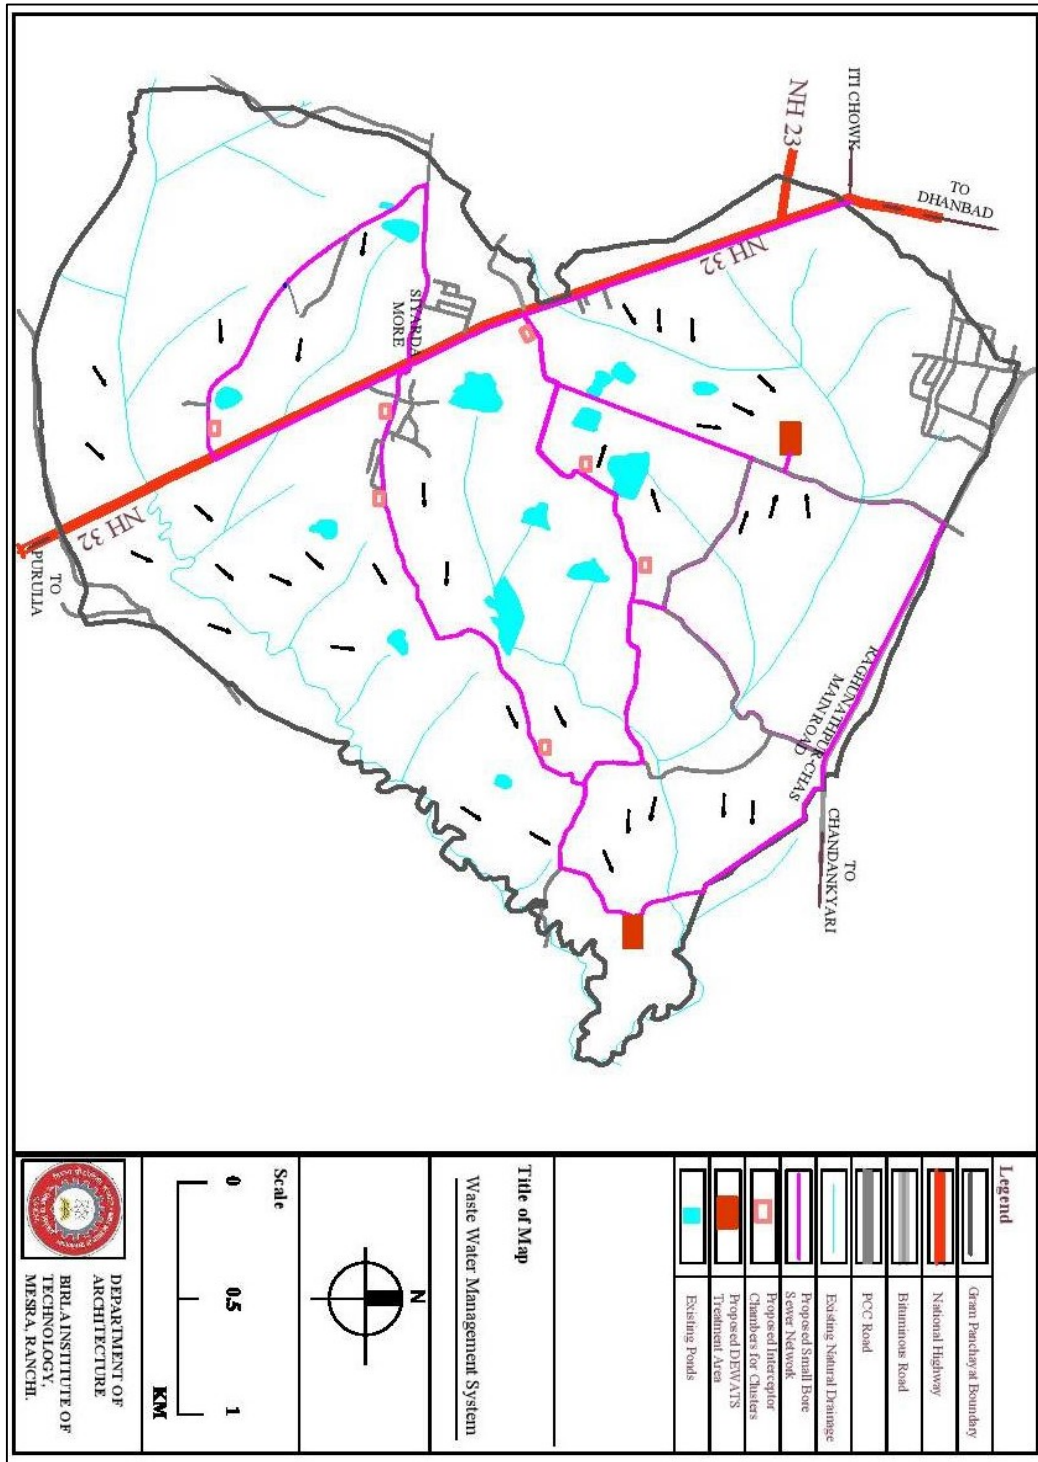 ITI CHOWK
NH 23
TO
DHANBAD
NH 32
SIYARDA
MORE
NH 32
TO
PURULIA
RAGHUNATHPUR-CHAS
MAIN ROAD
TO
CHANDANKYARI
Legend
Gram Panchayat Boundary
National Highway
Bituminous Road
PCC Road
Existing Natural Drainage
Proposed Small Bore
Sewer Network
Proposed Interceptor
Chambers for Clusters
Proposed DEWATS
Treatment Area
Existing Ponds
Title of Map
Waste Water Management System
N
Scale
0 0.5 1
KM
DEPARTMENT OF
ARCHITECTURE
BIRLA INSTITUTE OF
TECHNOLOGY,
MESRA, RANCHI.